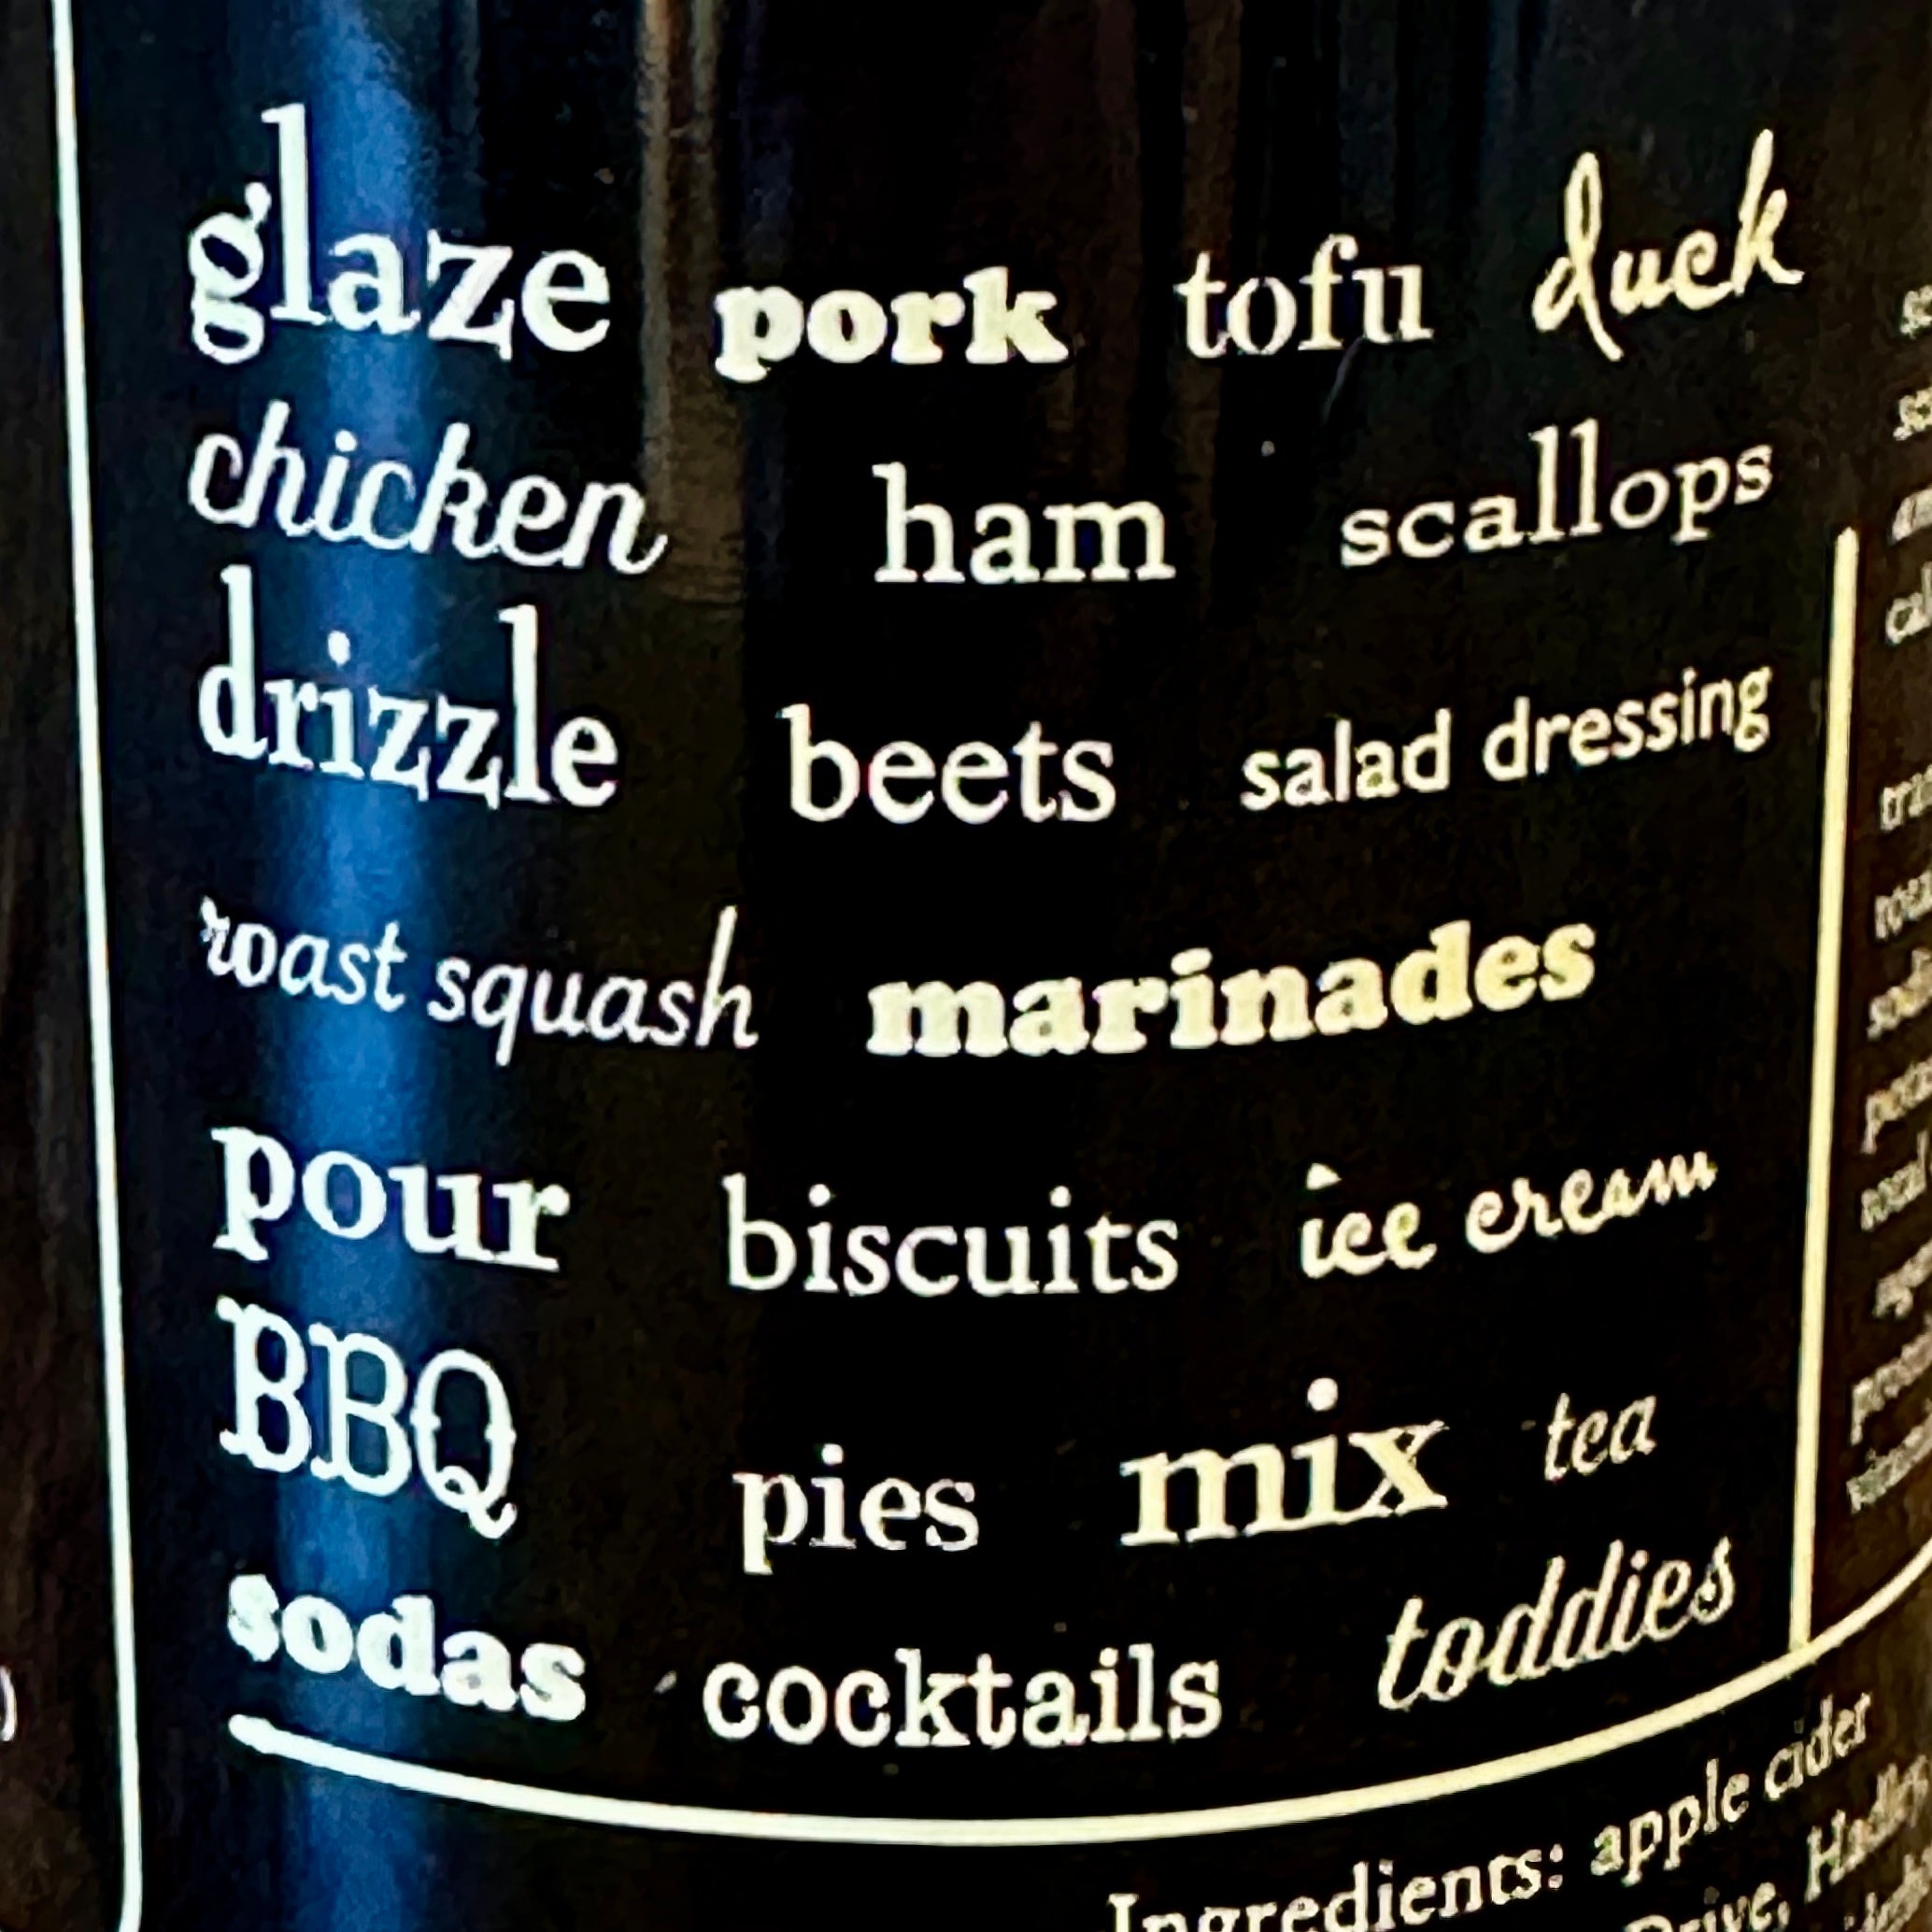 glaze pork tofu duck
chicken ham scallops
drizzle beets salad dressing
roast squash marinades
pour biscuits ice cream
BBQ pies mix tea
sodas cocktails toddies
Ingredients: apple cider
Drive,